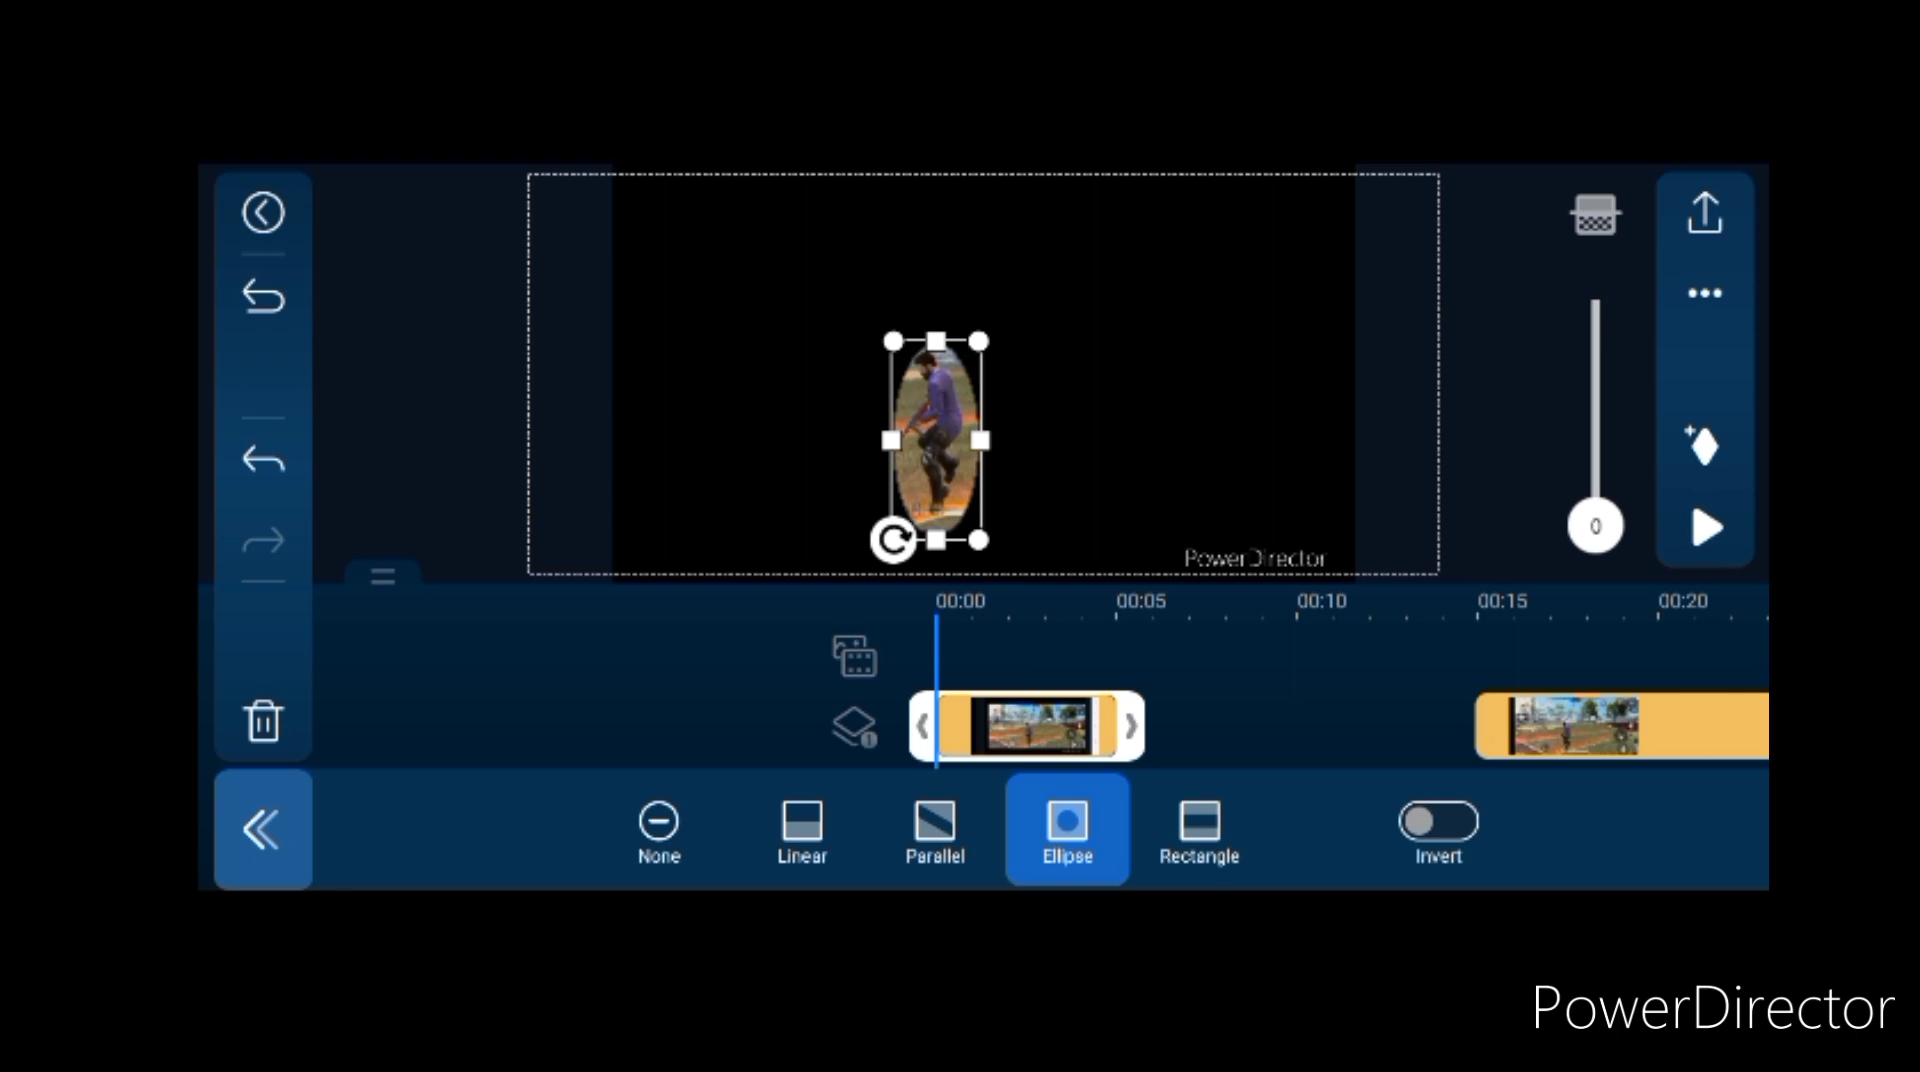 0
PowerDirector
00:00 00:05 00:10 00:15 00:20
None Linear Parallel Ellipse Rectangle Invert
PowerDirector